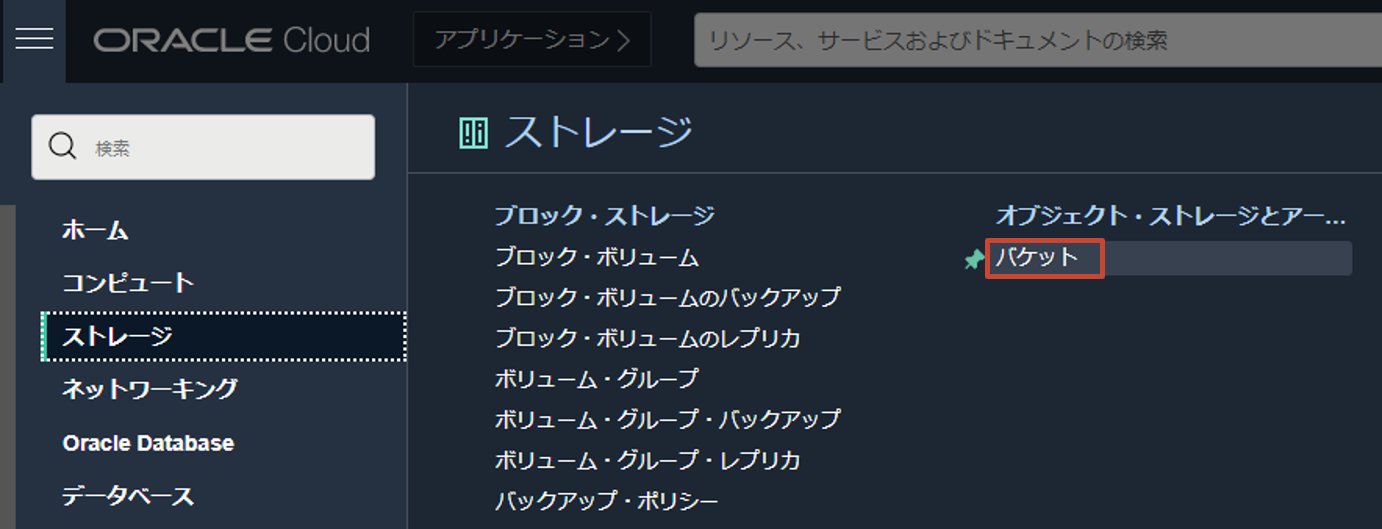 ORACLE Cloud
アプリケーション
リソース、サービスおよびドキュメントの検索
検索
ホーム
コンピュート
ストレージ
ネットワーキング
Oracle Database
データベース
ストレージ
ブロック・ストレージ
ブロック・ボリューム
ブロック・ボリュームのバックアップ
ブロック・ボリュームのレプリカ
ボリューム・グループ
ボリューム・グループ・バックアップ
ボリューム・グループ・レプリカ
バックアップ・ポリシー
オブジェクト・ストレージとアー...
バケット